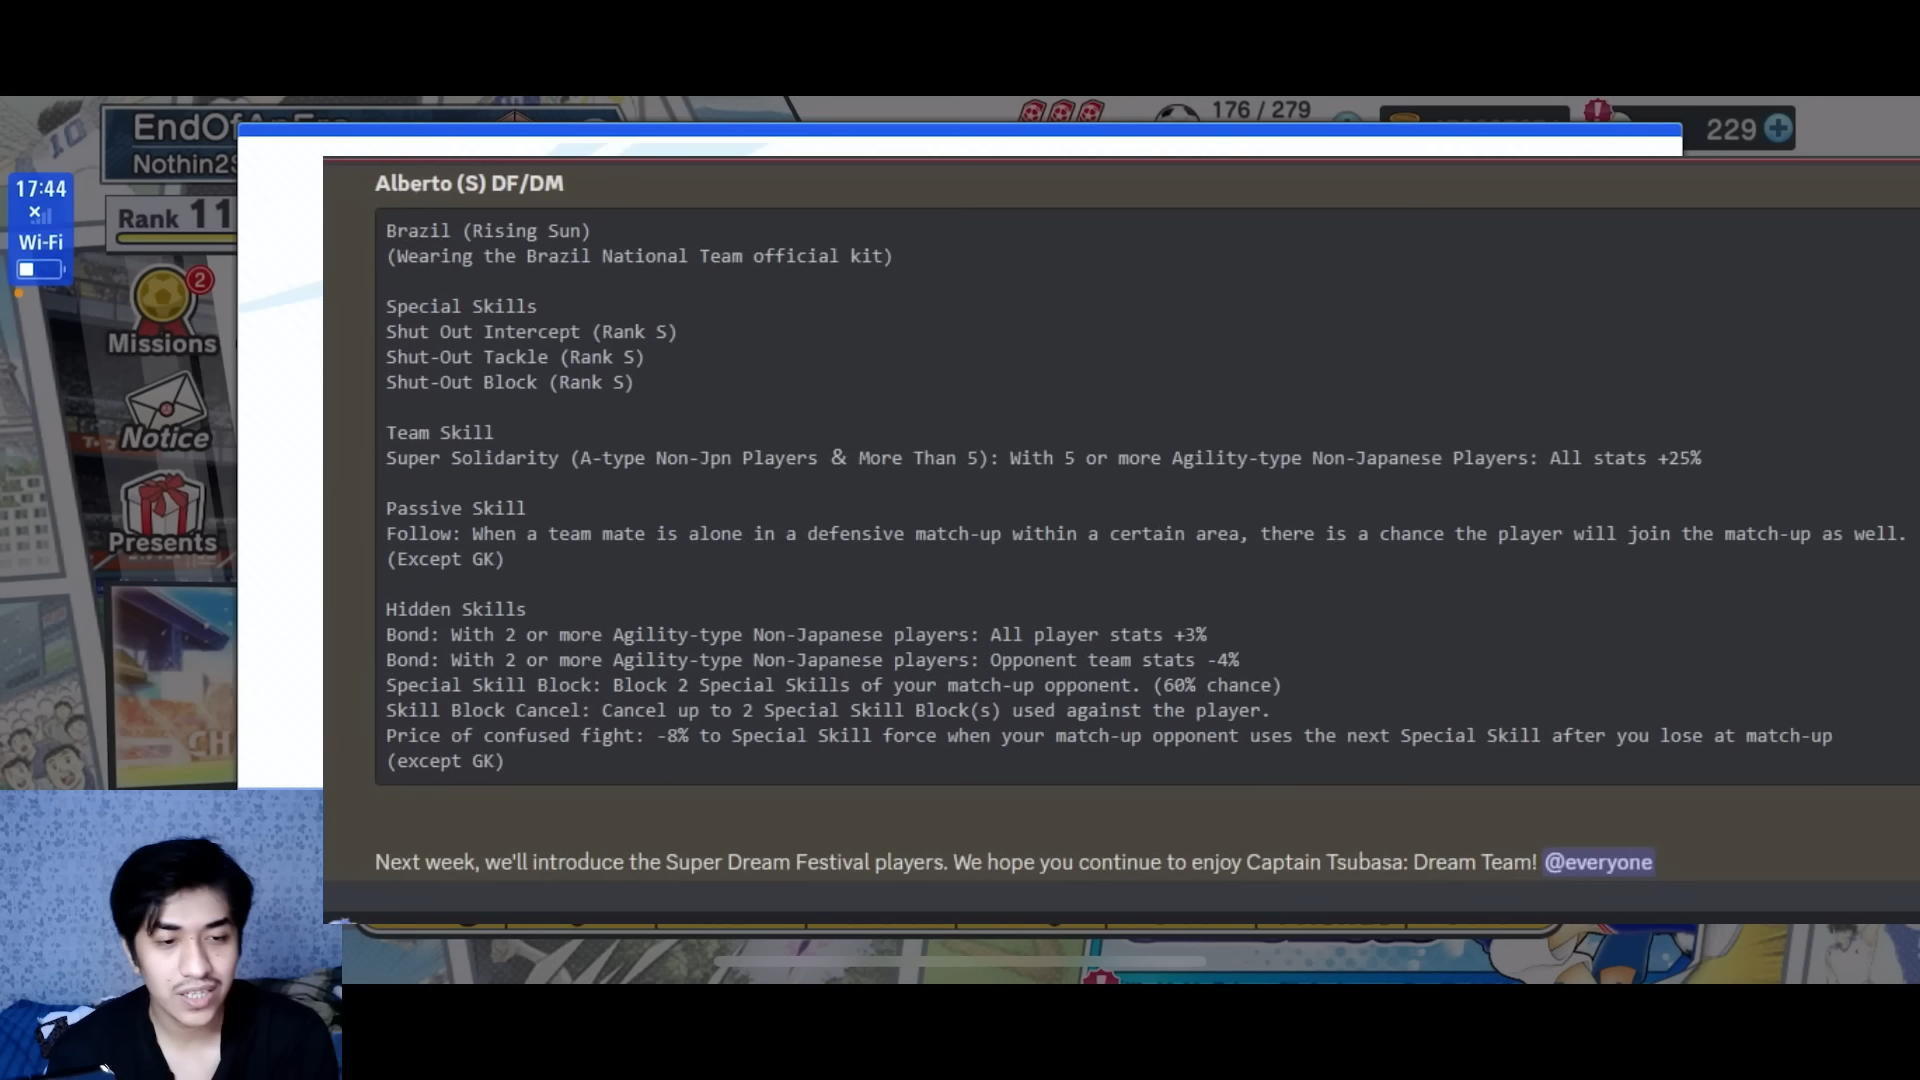 EndOfAnEra
176 / 279
229
Nothin2S
17:44
Wi-Fi
Rank 11
2
Missions
Notice
Presents
CH
Alberto (S) DF/DM
Brazil (Rising Sun)
(Wearing the Brazil National Team official kit)
Special Skills
Shut Out Intercept (Rank S)
Shut-Out Tackle (Rank S)
Shut-Out Block (Rank S)
Team Skill
Super Solidarity (A-type Non-Jpn Players & More Than 5): With 5 or more Agility-type Non-Japanese Players: All stats +25%
Passive Skill
Follow: When a team mate is alone in a defensive match-up within a certain area, there is a chance the player will join the match-up as well.
(Except GK)
Hidden Skills
Bond: With 2 or more Agility-type Non-Japanese players: All player stats +3%
Bond: With 2 or more Agility-type Non-Japanese players: Opponent team stats -4%
Special Skill Block: Block 2 Special Skills of your match-up opponent. (60% chance)
Skill Block Cancel: Cancel up to 2 Special Skill Block(s) used against the player.
Price of confused fight: -8% to Special Skill force when your match-up opponent uses the next Special Skill after you lose at match-up
(except GK)
Next week, we'll introduce the Super Dream Festival players. We hope you continue to enjoy Captain Tsubasa: Dream Team! @everyone